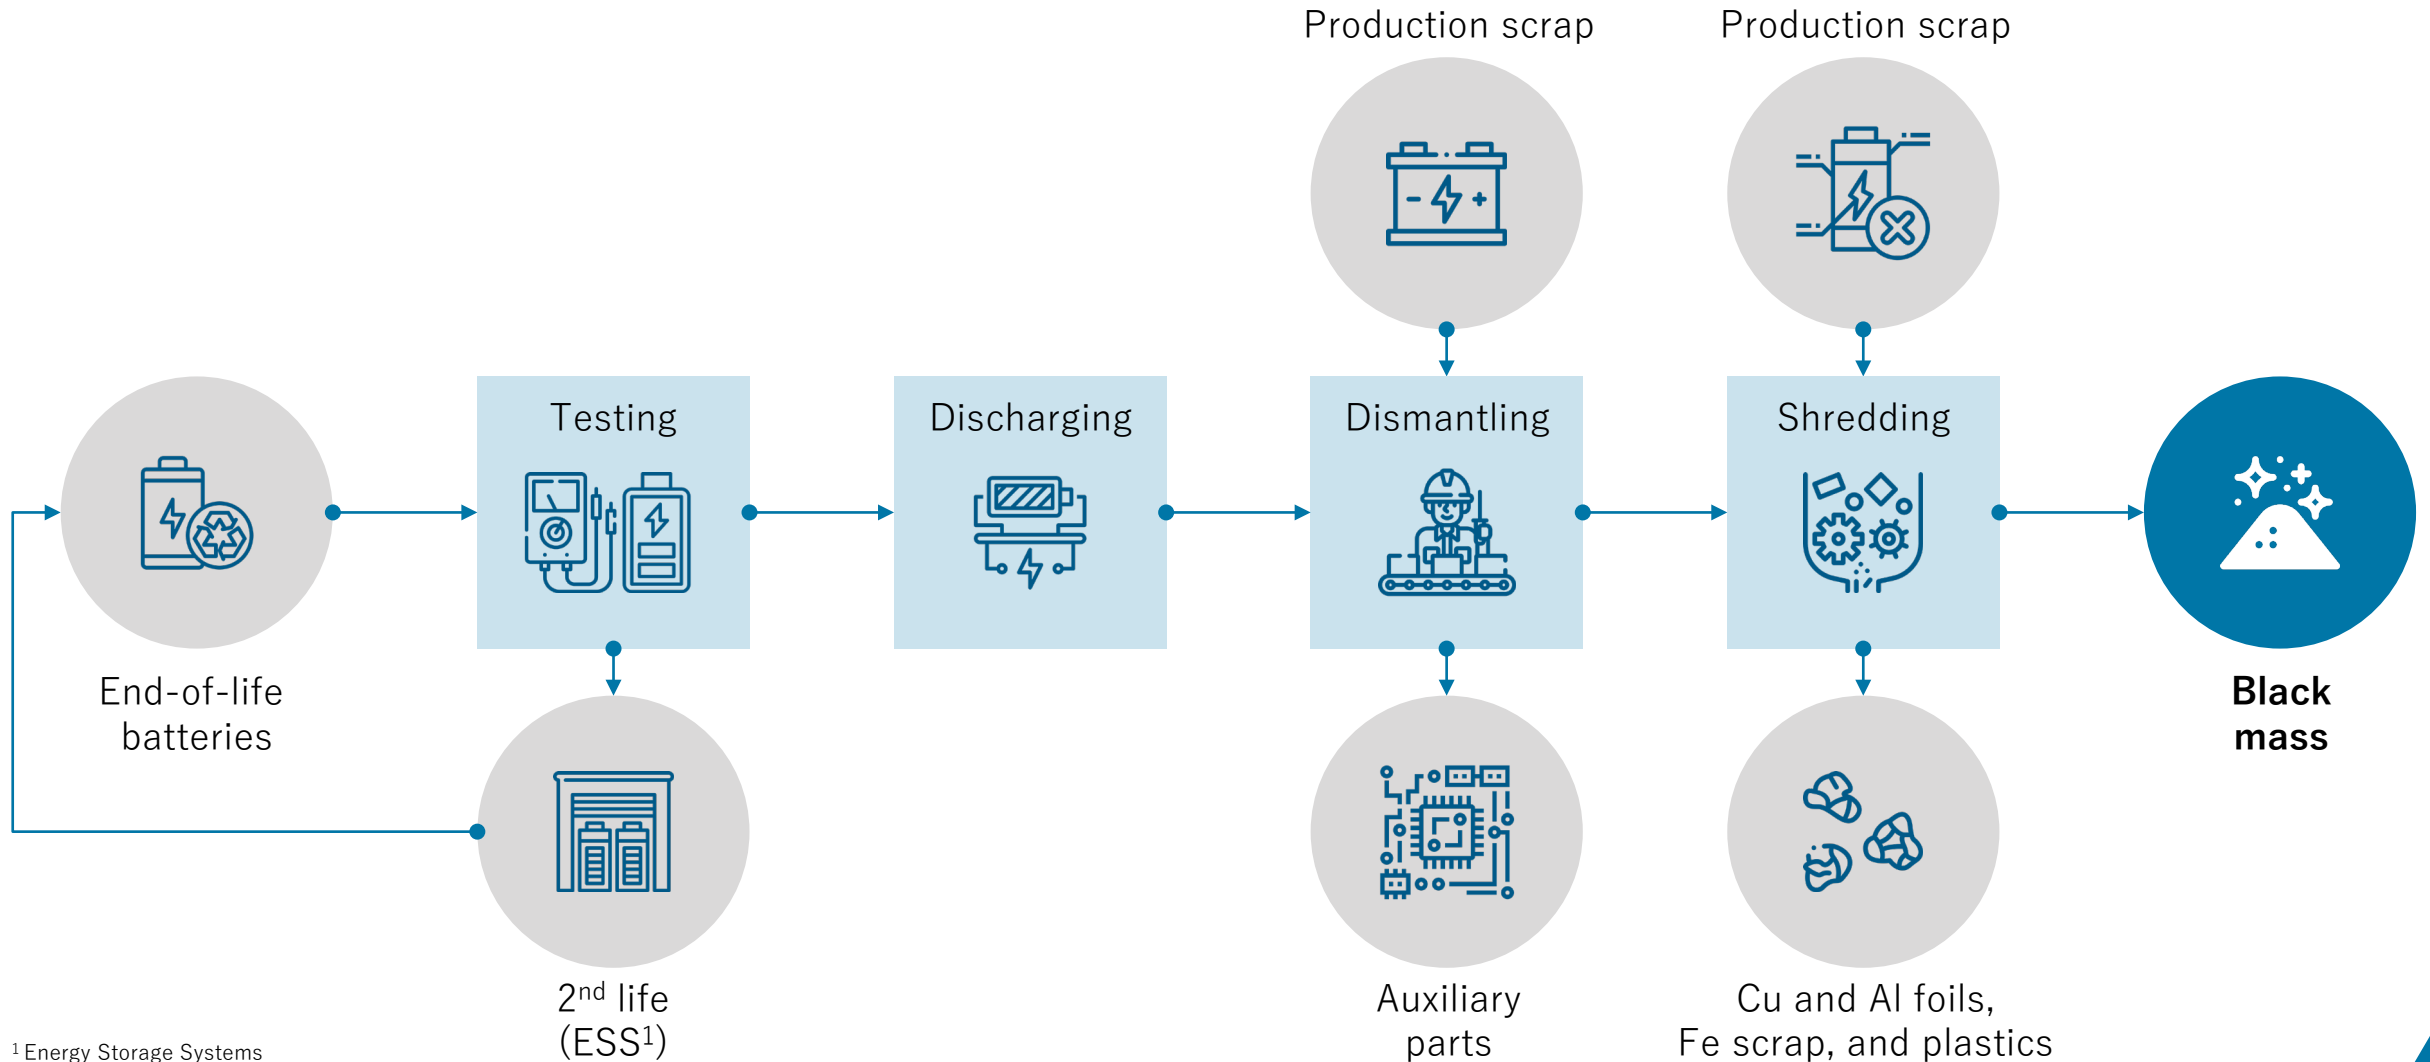 Production scrap
Production scrap
Testing
Discharging
Dismantling
Shredding
End-of-life
batteries
Black
mass
2nd life
(ESS1)
Auxiliary
parts
Cu and Al foils,
Fe scrap, and plastics
1 Energy Storage Systems